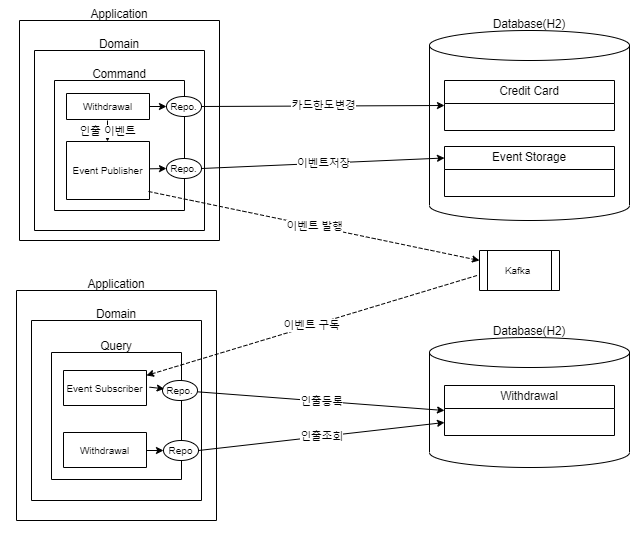 Application
Domain
Command
Withdrawal
Repo.
인출 이벤트
Event Publisher
Repo.
카드한도변경
이벤트저장
이벤트 발행
Database(H2)
Credit Card
Event Storage
Kafka
이벤트 구독
Application
Domain
Query
Event Subscriber
Repo.
Withdrawal
Repo
인출등록
인출조회
Database(H2)
Withdrawal